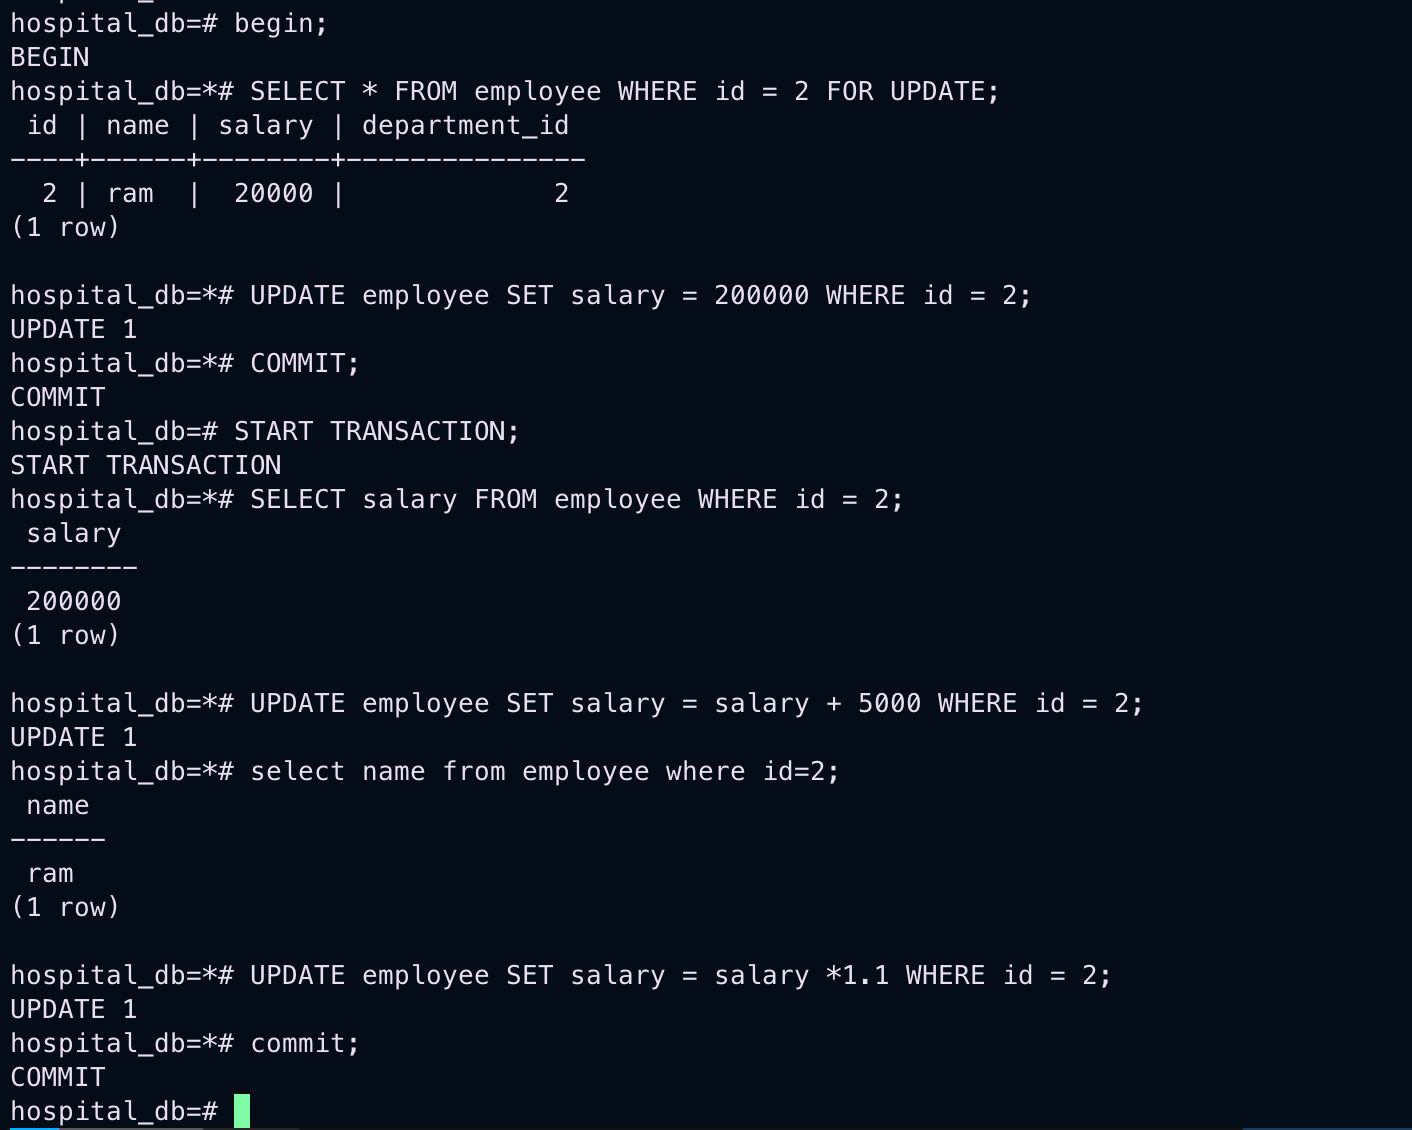 hospital_db=# begin;
BEGIN
hospital_db=*# SELECT * FROM employee WHERE id = 2 FOR UPDATE;
 id | name | salary | department_id
----+------+--------+---------------
  2 | ram  |  20000 |             2
(1 row)

hospital_db=*# UPDATE employee SET salary = 200000 WHERE id = 2;
UPDATE 1
hospital_db=*# COMMIT;
COMMIT
hospital_db=# START TRANSACTION;
START TRANSACTION
hospital_db=*# SELECT salary FROM employee WHERE id = 2;
 salary
--------
 200000
(1 row)

hospital_db=*# UPDATE employee SET salary = salary + 5000 WHERE id = 2;
UPDATE 1
hospital_db=*# select name from employee where id=2;
 name
------
 ram
(1 row)

hospital_db=*# UPDATE employee SET salary = salary *1.1 WHERE id = 2;
UPDATE 1
hospital_db=*# commit;
COMMIT
hospital_db=#